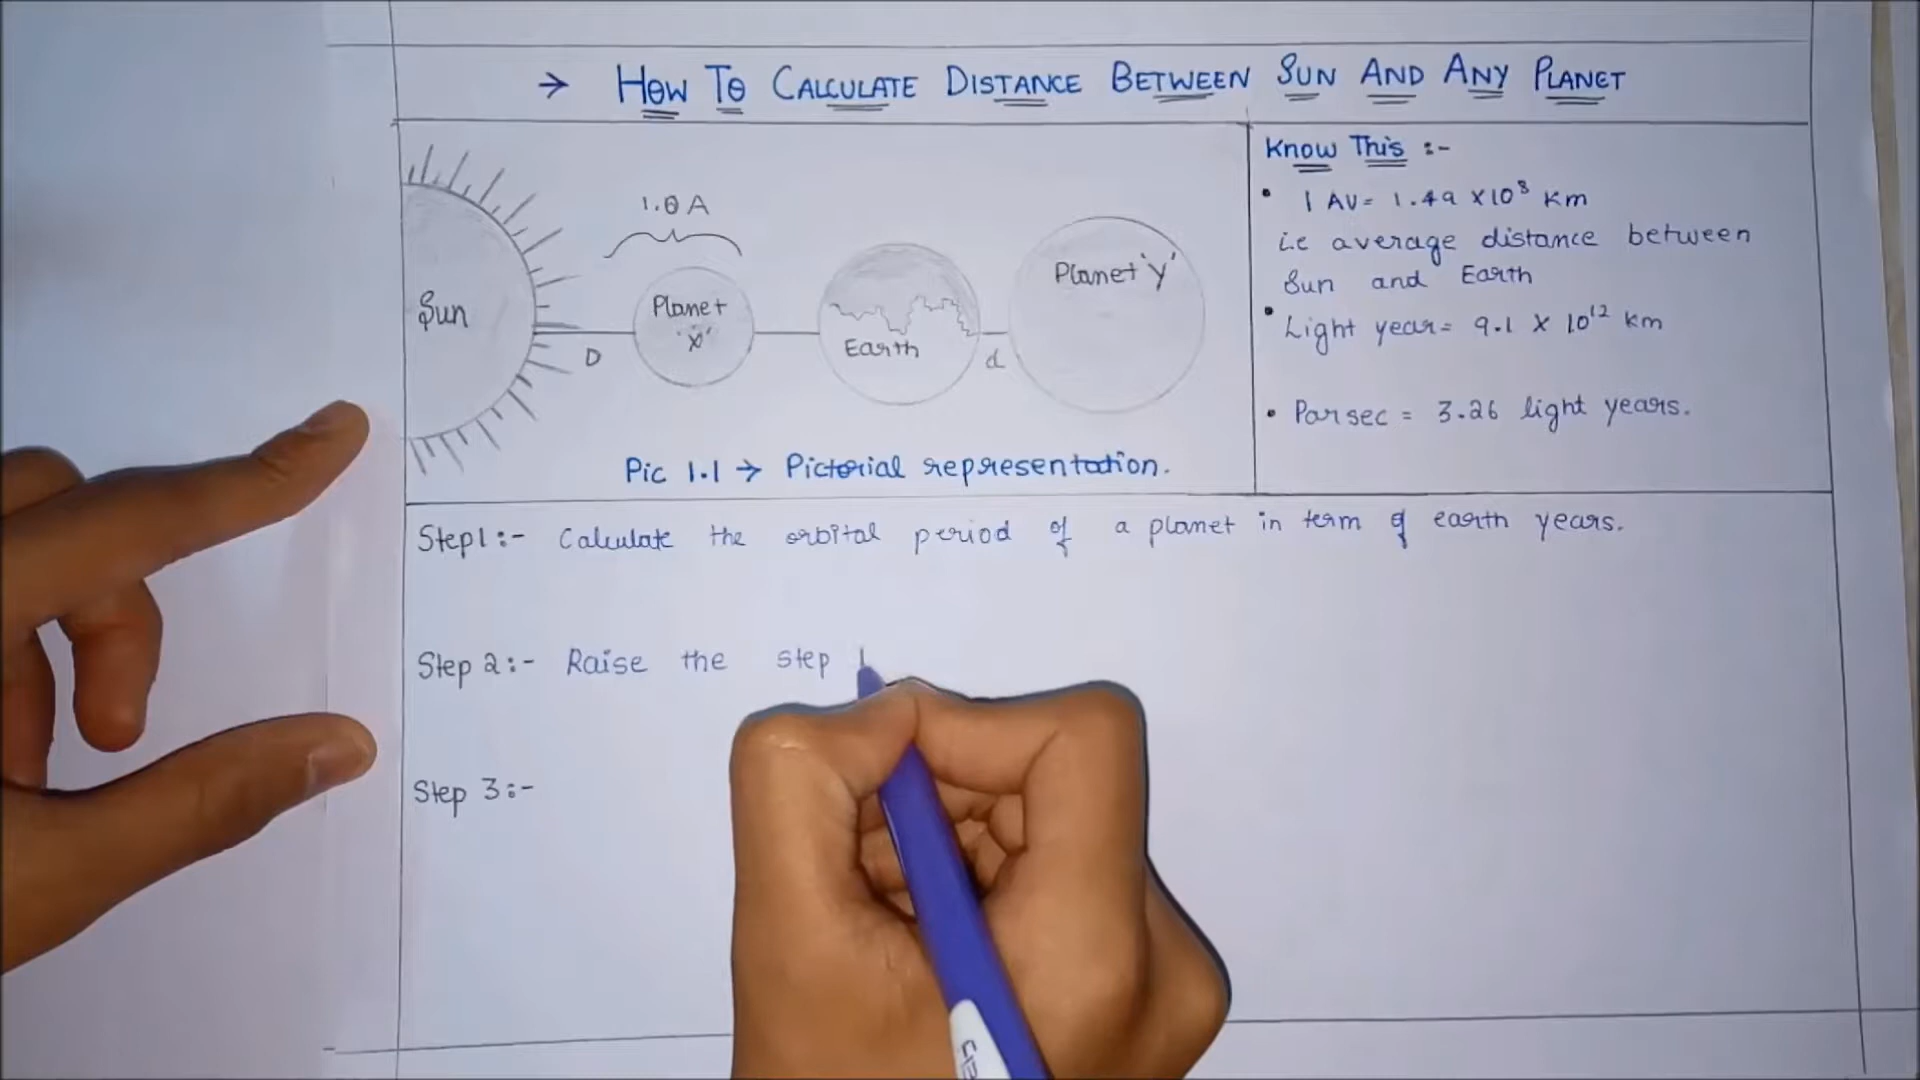 → HOW TO CALCULATE DISTANCE BETWEEN SUN AND ANY PLANET
Sun
1.0 A
D
Planet
'X'
Earth
d
Planet 'Y'
Pic 1.1 → Pictorial representation.
Know This :-
• 1 AU = 1.49 × 10⁸ Km
i.e average distance between
Sun and Earth
• Light year = 9.1 × 10¹² km
• Parsec = 3.26 light years.
Step1:- Calculate the orbital period of a planet in term of earth years.
Step 2:- Raise the step 1
Step 3:-